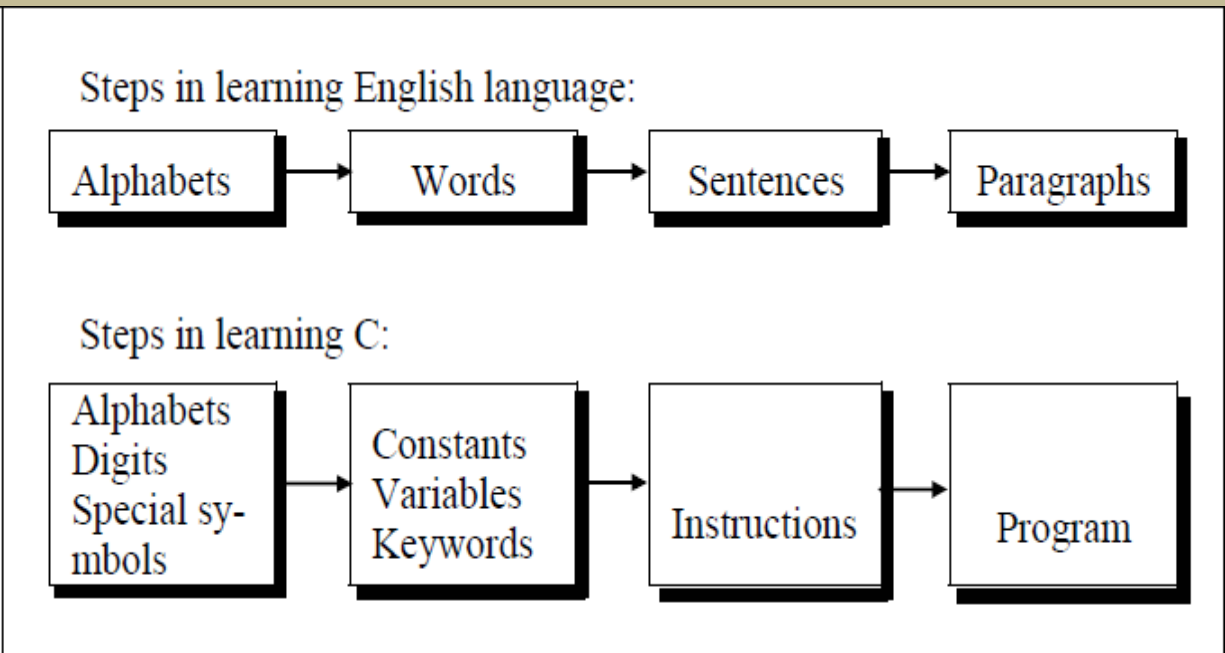 Steps in learning English language:
Alphabets
Words
Sentences
Paragraphs
Steps in learning C:
Alphabets
Digits
Special sy-
mbols
Constants
Variables
Keywords
Instructions
Program